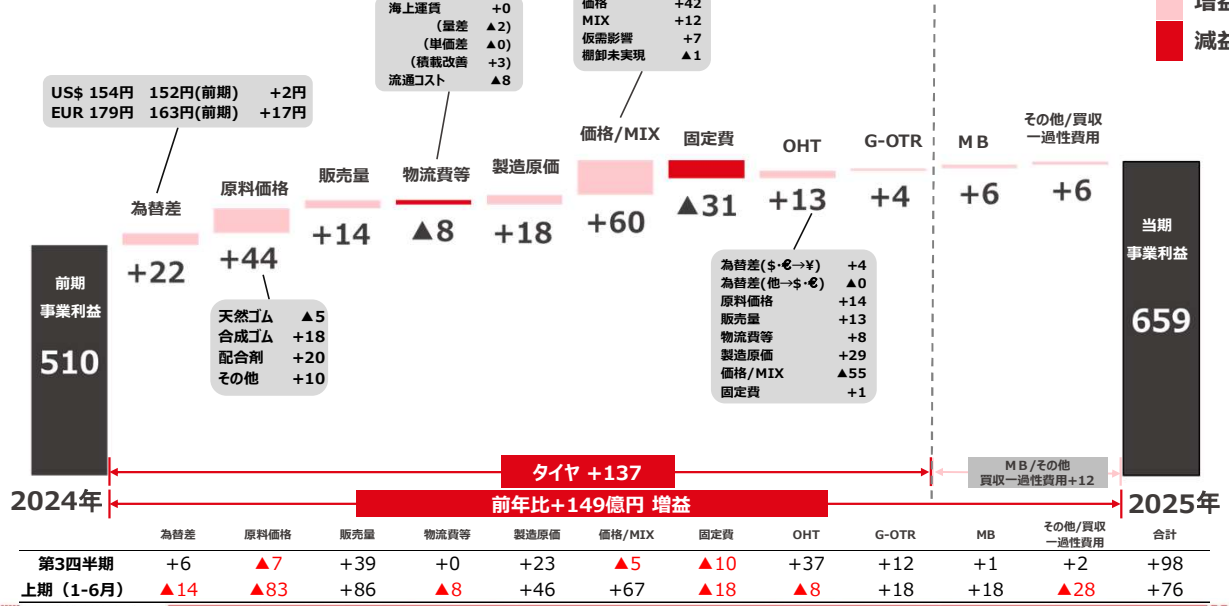 海上運賃 +0
(量差 ▲2)
(単価差 ▲0)
(積載改善 +3)
流通コスト ▲8
価格 +42
MIX +12
仮需影響 +7
棚卸未実現 ▲1
増益
減益
US$ 154円 152円(前期) +2円
EUR 179円 163円(前期) +17円
為替差
+22
原料価格
+44
販売量
+14
物流費等
▲8
製造原価
+18
価格/MIX
+60
固定費
▲31
OHT
+13
G-OTR
+4
MB
+6
その他/買収
一過性費用
+6
前期
事業利益
510
当期
事業利益
659
天然ゴム ▲5
合成ゴム +18
配合剤 +20
その他 +10
為替差($・€→¥) +4
為替差(他→$・€) ▲0
原料価格 +14
販売量 +13
物流費等 +8
製造原価 +29
価格/MIX ▲55
固定費 +1
タイヤ +137
MB/その他
買収一過性費用+12
2024年
前年比+149億円 増益
2025年
為替差 原料価格 販売量 物流費等 製造原価 価格/MIX 固定費 OHT G-OTR MB その他/買収 一過性費用 合計
第3四半期 +6 ▲7 +39 +0 +23 ▲5 ▲10 +37 +12 +1 +2 +98
上期（1-6月） ▲14 ▲83 +86 ▲8 +46 +67 ▲18 ▲8 +18 +18 ▲28 +76